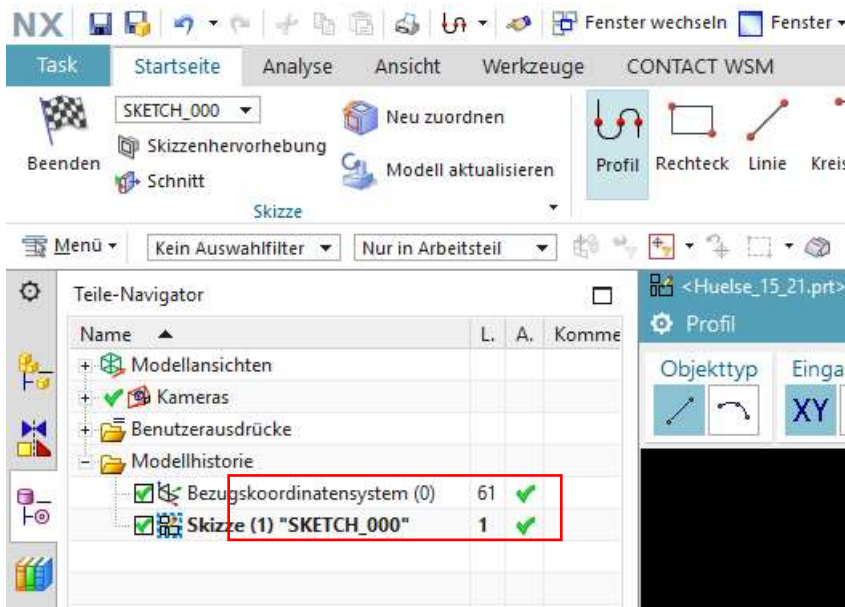 NX Fenster wechseln Fenster
Task Startseite Analyse Ansicht Werkzeuge CONTACT WSM
SKETCH_000 Neu zuordnen
Skizzenhervorhebung
Beenden Modell aktualisieren Profil Rechteck Linie Kreis
Schnitt
Skizze
Menü Kein Auswahlfilter Nur in Arbeitsteil
Teile-Navigator <Huelse_15_21.prt>
Profil
Name L. A. Komme
Modellansichten Objekttyp Einga
Kameras
XY
Benutzerausdrücke
Modellhistorie
Bezugskoordinatensystem (0) 61
Skizze (1) "SKETCH_000" 1